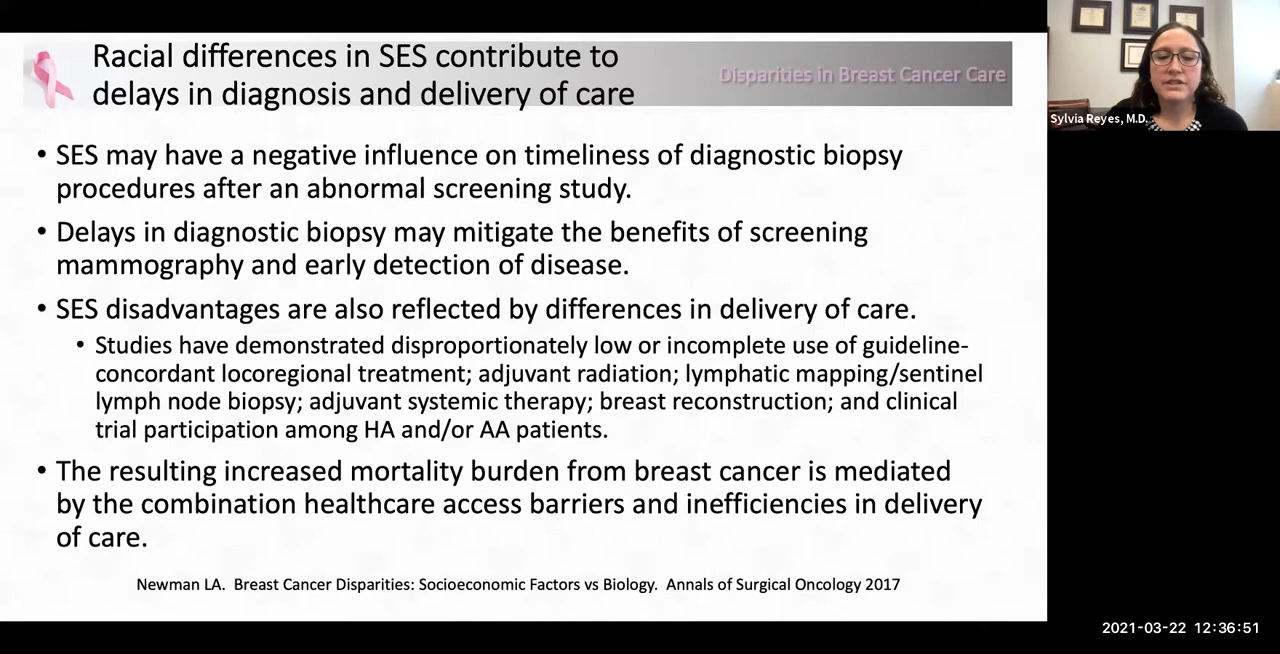 Racial differences in SES contribute to
delays in diagnosis and delivery of care
Disparities in Breast Cancer Care
• SES may have a negative influence on timeliness of diagnostic biopsy
procedures after an abnormal screening study.
• Delays in diagnostic biopsy may mitigate the benefits of screening
mammography and early detection of disease.
• SES disadvantages are also reflected by differences in delivery of care.
• Studies have demonstrated disproportionately low or incomplete use of guideline-
concordant locoregional treatment; adjuvant radiation; lymphatic mapping/sentinel
lymph node biopsy; adjuvant systemic therapy; breast reconstruction; and clinical
trial participation among HA and/or AA patients.
• The resulting increased mortality burden from breast cancer is mediated
by the combination healthcare access barriers and inefficiencies in delivery
of care.
Newman LA. Breast Cancer Disparities: Socioeconomic Factors vs Biology. Annals of Surgical Oncology 2017
Sylvia Reyes, M.D.
2021-03-22 12:36:51